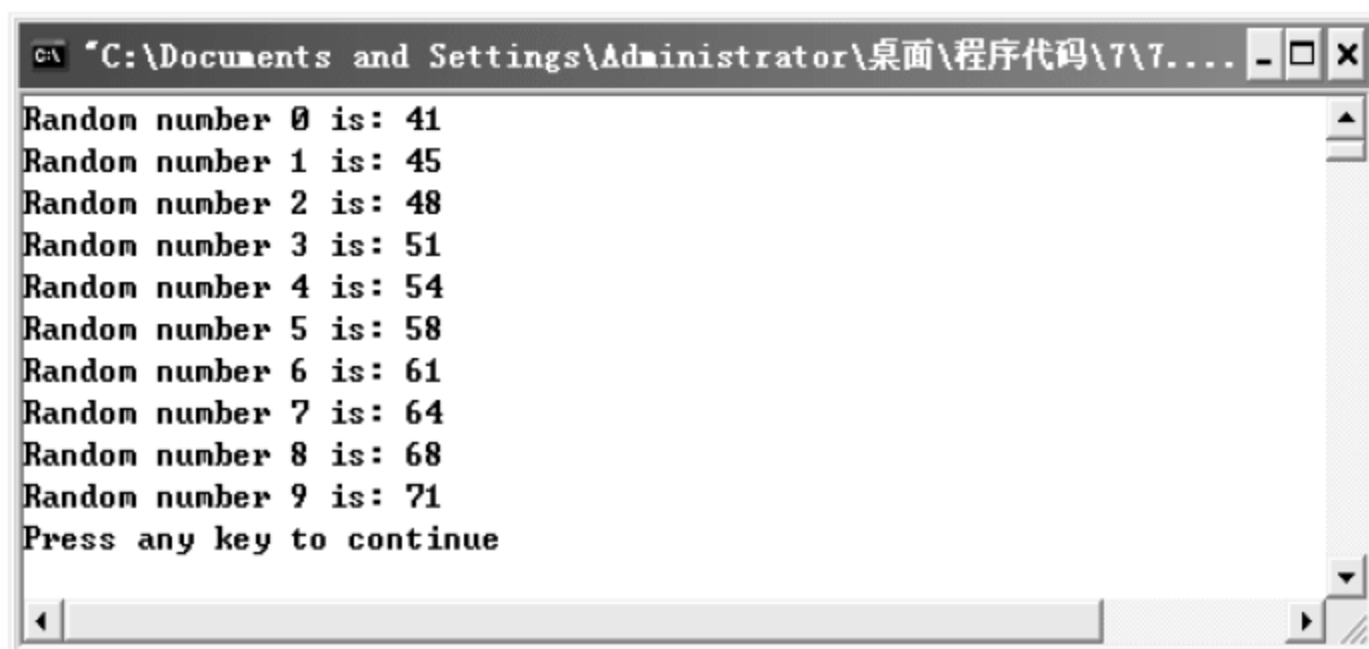 "C:\Documents and Settings\Administrator\桌面\程序代码\7\7....
Random number 0 is: 41
Random number 1 is: 45
Random number 2 is: 48
Random number 3 is: 51
Random number 4 is: 54
Random number 5 is: 58
Random number 6 is: 61
Random number 7 is: 64
Random number 8 is: 68
Random number 9 is: 71
Press any key to continue